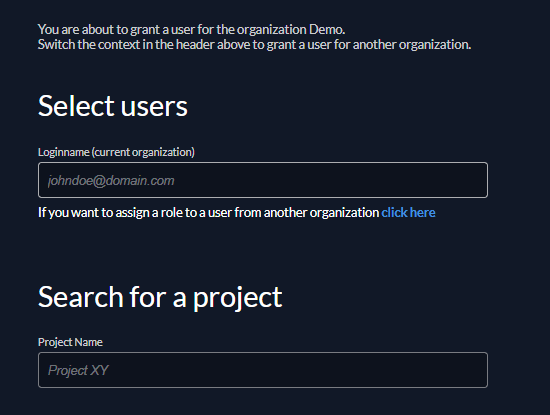 You are about to grant a user for the organization Demo.
Switch the context in the header above to grant a user for another organization.
Select users
Loginname (current organization)
johndoe@domain.com
If you want to assign a role to a user from another organization click here
Search for a project
Project Name
Project XY